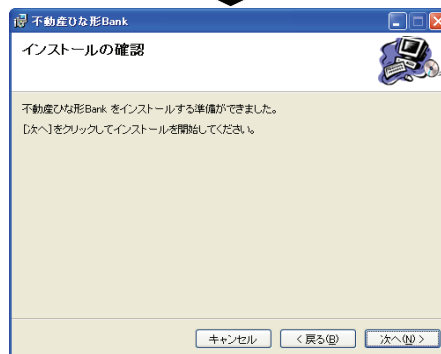 不動産ひな形Bank
インストールの確認
不動産ひな形Bank をインストールする準備ができました。
[次へ]をクリックしてインストールを開始してください。
キャンセル
< 戻る(B)
次へ(N) >